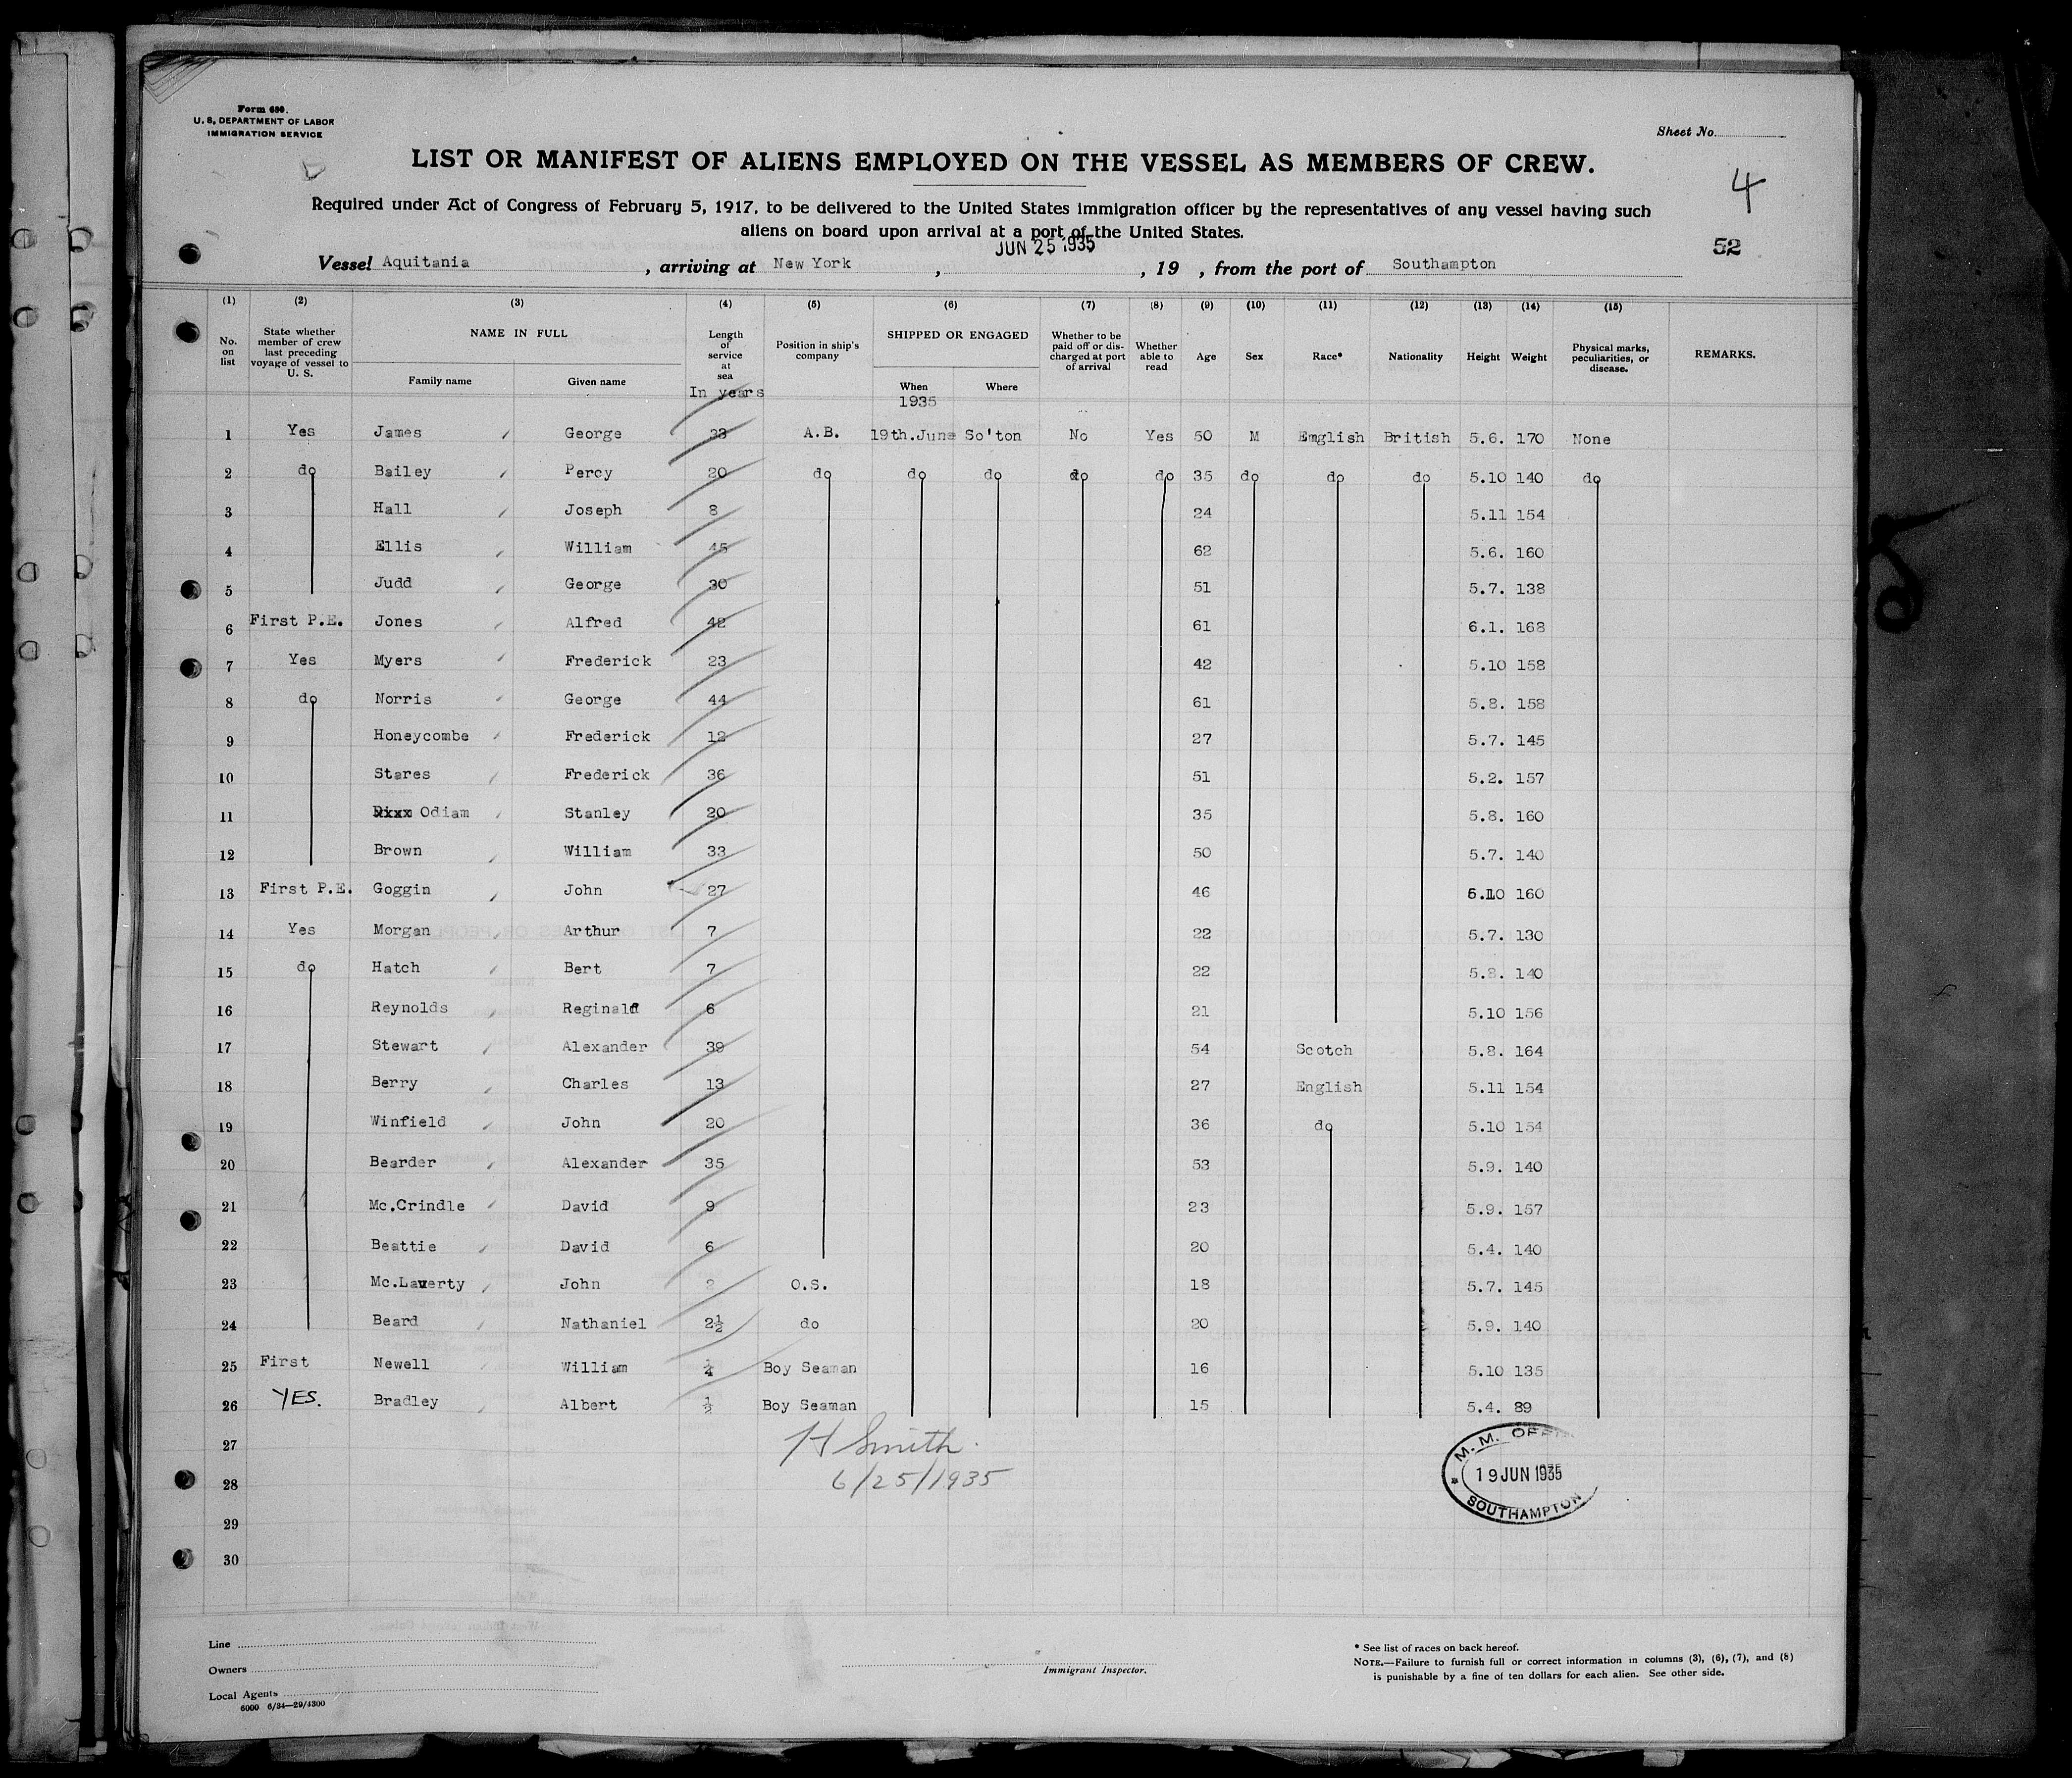 Form 680.
U. S. DEPARTMENT OF LABOR
IMMIGRATION SERVICE
Sheet No.
LIST OR MANIFEST OF ALIENS EMPLOYED ON THE VESSEL AS MEMBERS OF CREW.
4
Required under Act of Congress of February 5, 1917, to be delivered to the United States immigration officer by the representatives of any vessel having such
aliens on board upon arrival at a port of the United States.
JUN 25 1935
52
Vessel Aquitania, arriving at New York, , 19 , from the port of Southampton
(1) (2) (3) (4) (5) (6) (7) (8) (9) (10) (11) (12) (13) (14) (15)
No. on list State whether member of crew last preceding voyage of vessel to U. S. NAME IN FULL Family name Given name Length of service at sea Position in ship's company SHIPPED OR ENGAGED When Where Whether to be paid off or discharged at port of arrival Whether able to read Age Sex Race* Nationality Height Weight Physical marks, peculiarities, or disease. REMARKS.
In years 1935
1 Yes James George 33 A.B. 19th.June So'ton No Yes 50 M Emglish British 5.6. 170 None
2 do Bailey Percy 20 do do do do do 35 do do do 5.10 140 do
3 Hall Joseph 8 24 5.11 154
4 Ellis William 45 62 5.6. 160
5 Judd George 30 51 5.7. 138
6 First P.E. Jones Alfred 42 61 6.1. 168
7 Yes Myers Frederick 23 42 5.10 158
8 do Norris George 44 61 5.8. 158
9 Honeycombe Frederick 12 27 5.7. 145
10 Stares Frederick 36 51 5.2. 157
11 Odiam Stanley 20 35 5.8. 160
12 Brown William 33 50 5.7. 140
13 First P.E. Goggin John 27 46 5.10 160
14 Yes Morgan Arthur 7 22 5.7. 130
15 do Hatch Bert 7 22 5.8. 140
16 Reynolds Reginald 6 21 5.10 156
17 Stewart Alexander 39 54 Scotch 5.8. 164
18 Berry Charles 13 27 English 5.11 154
19 Winfield John 20 36 do 5.10 154
20 Bearder Alexander 35 53 5.9. 140
21 Mc.Crindle David 9 23 5.9. 157
22 Beattie David 6 20 5.4. 140
23 Mc.Laverty John 2 O.S. 18 5.7. 145
24 Beard Nathaniel 2½ do 20 5.9. 140
25 First Newell William ¼ Boy Seaman 16 5.10 135
26 YES. Bradley Albert ½ Boy Seaman 15 5.4. 89
27
28
29
30
H Smith.
6/25/1935
M. M. OFFI
19 JUN 1935
SOUTHAMPTON
Line
Owners
Local Agents
6000 6/34—29/4300
Immigrant Inspector.
* See list of races on back hereof.
NOTE.—Failure to furnish full or correct information in columns (3), (6), (7), and (8)
is punishable by a fine of ten dollars for each alien. See other side.